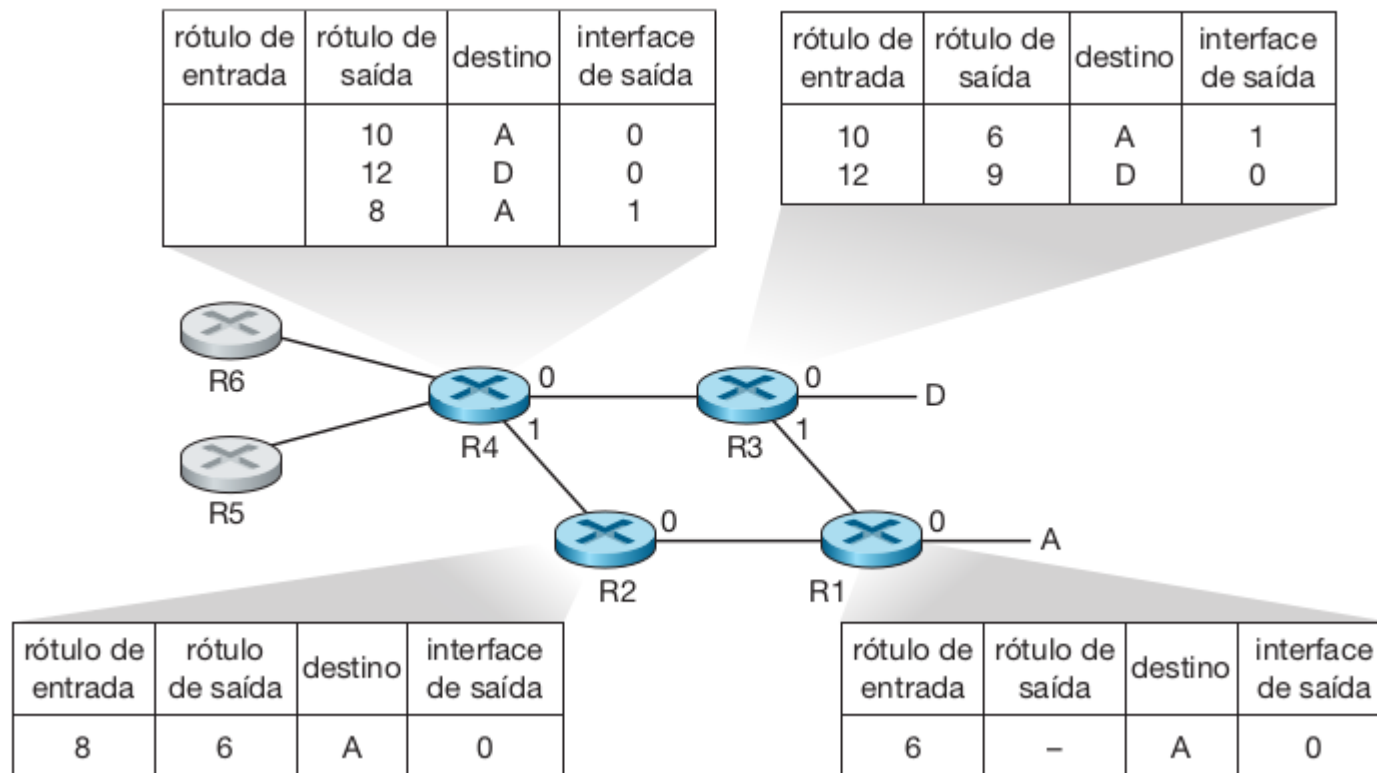 rótulo de entrada | rótulo de saída | destino | interface de saída
 | 10 | A | 0
 | 12 | D | 0
 | 8 | A | 1
rótulo de entrada | rótulo de saída | destino | interface de saída
10 | 6 | A | 1
12 | 9 | D | 0
R6
0
0
D
R4
1
R3
1
R5
0
0
A
R2
R1
rótulo de entrada | rótulo de saída | destino | interface de saída
8 | 6 | A | 0
rótulo de entrada | rótulo de saída | destino | interface de saída
6 | – | A | 0